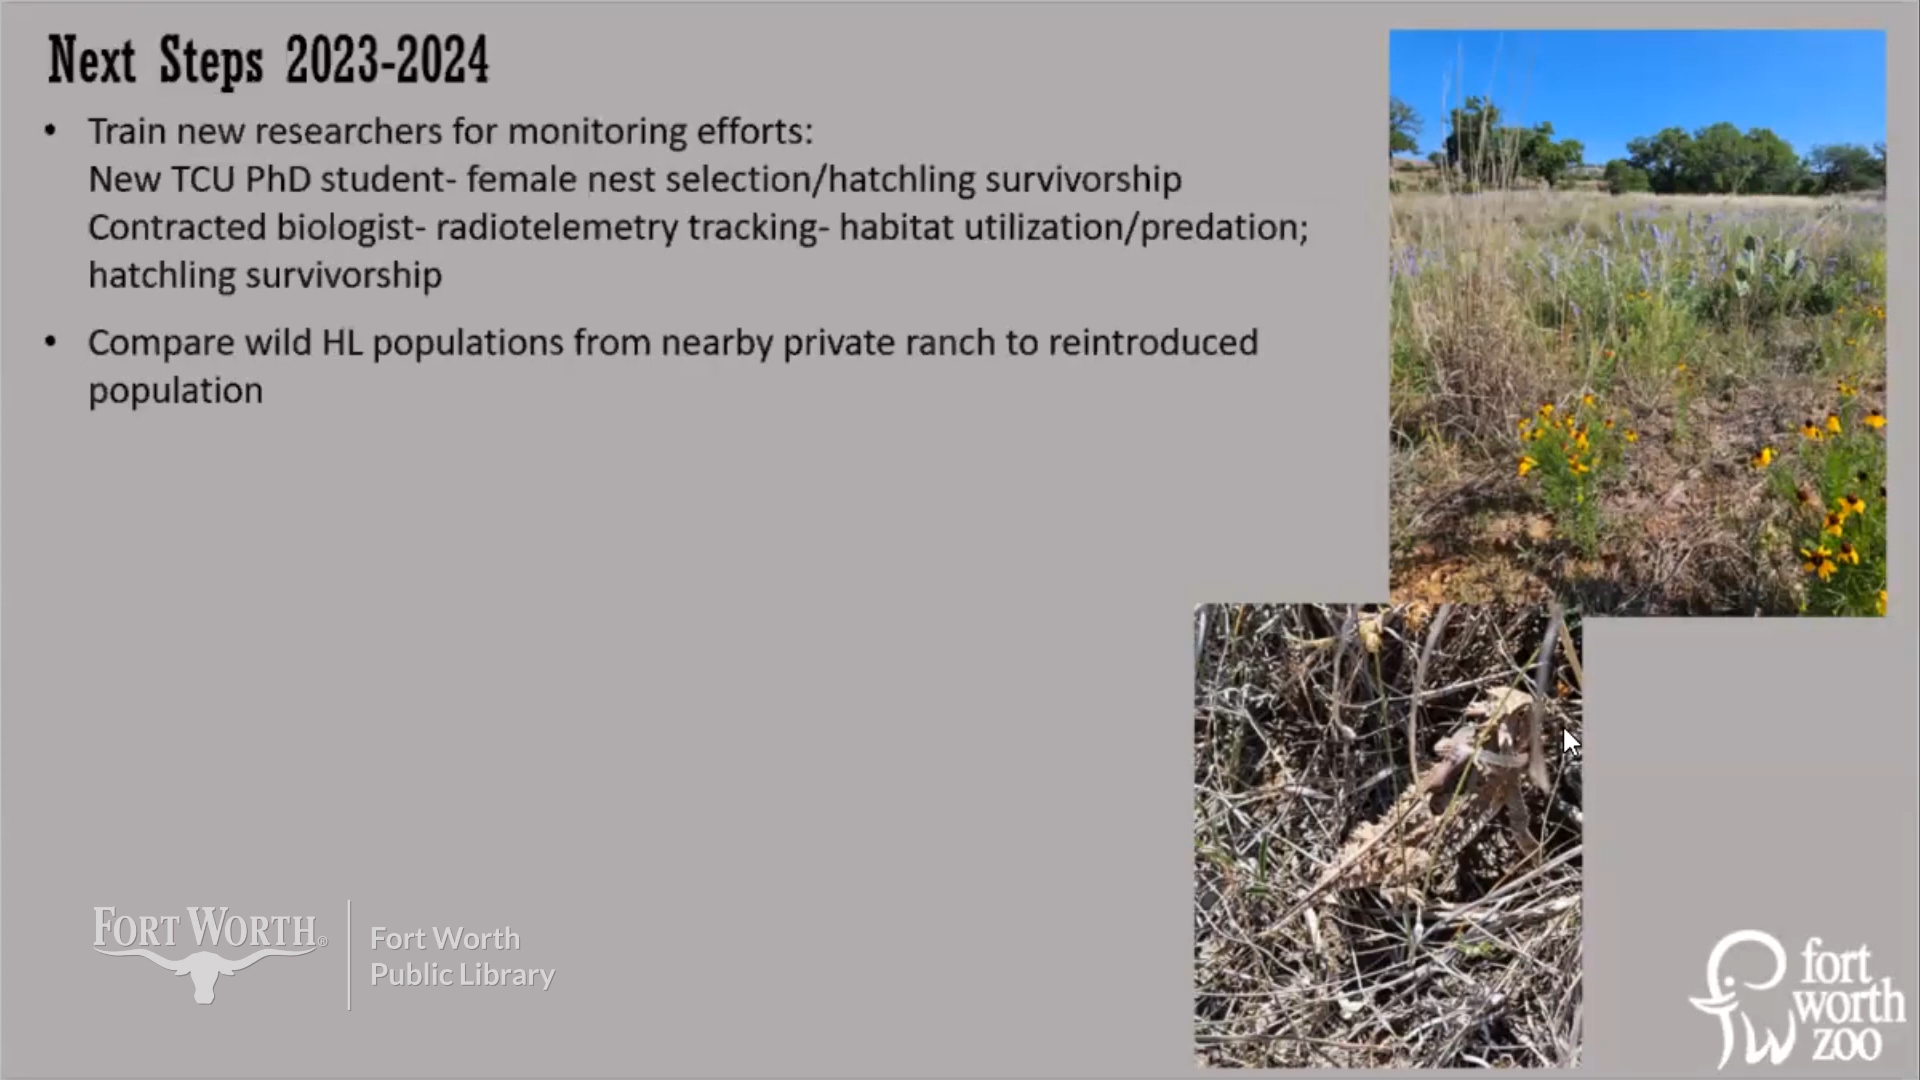 Next Steps 2023-2024
• Train new researchers for monitoring efforts:
New TCU PhD student- female nest selection/hatchling survivorship
Contracted biologist- radiotelemetry tracking- habitat utilization/predation;
hatchling survivorship
• Compare wild HL populations from nearby private ranch to reintroduced
population
FORT WORTH®
Fort Worth
Public Library
fort
worth
zoo